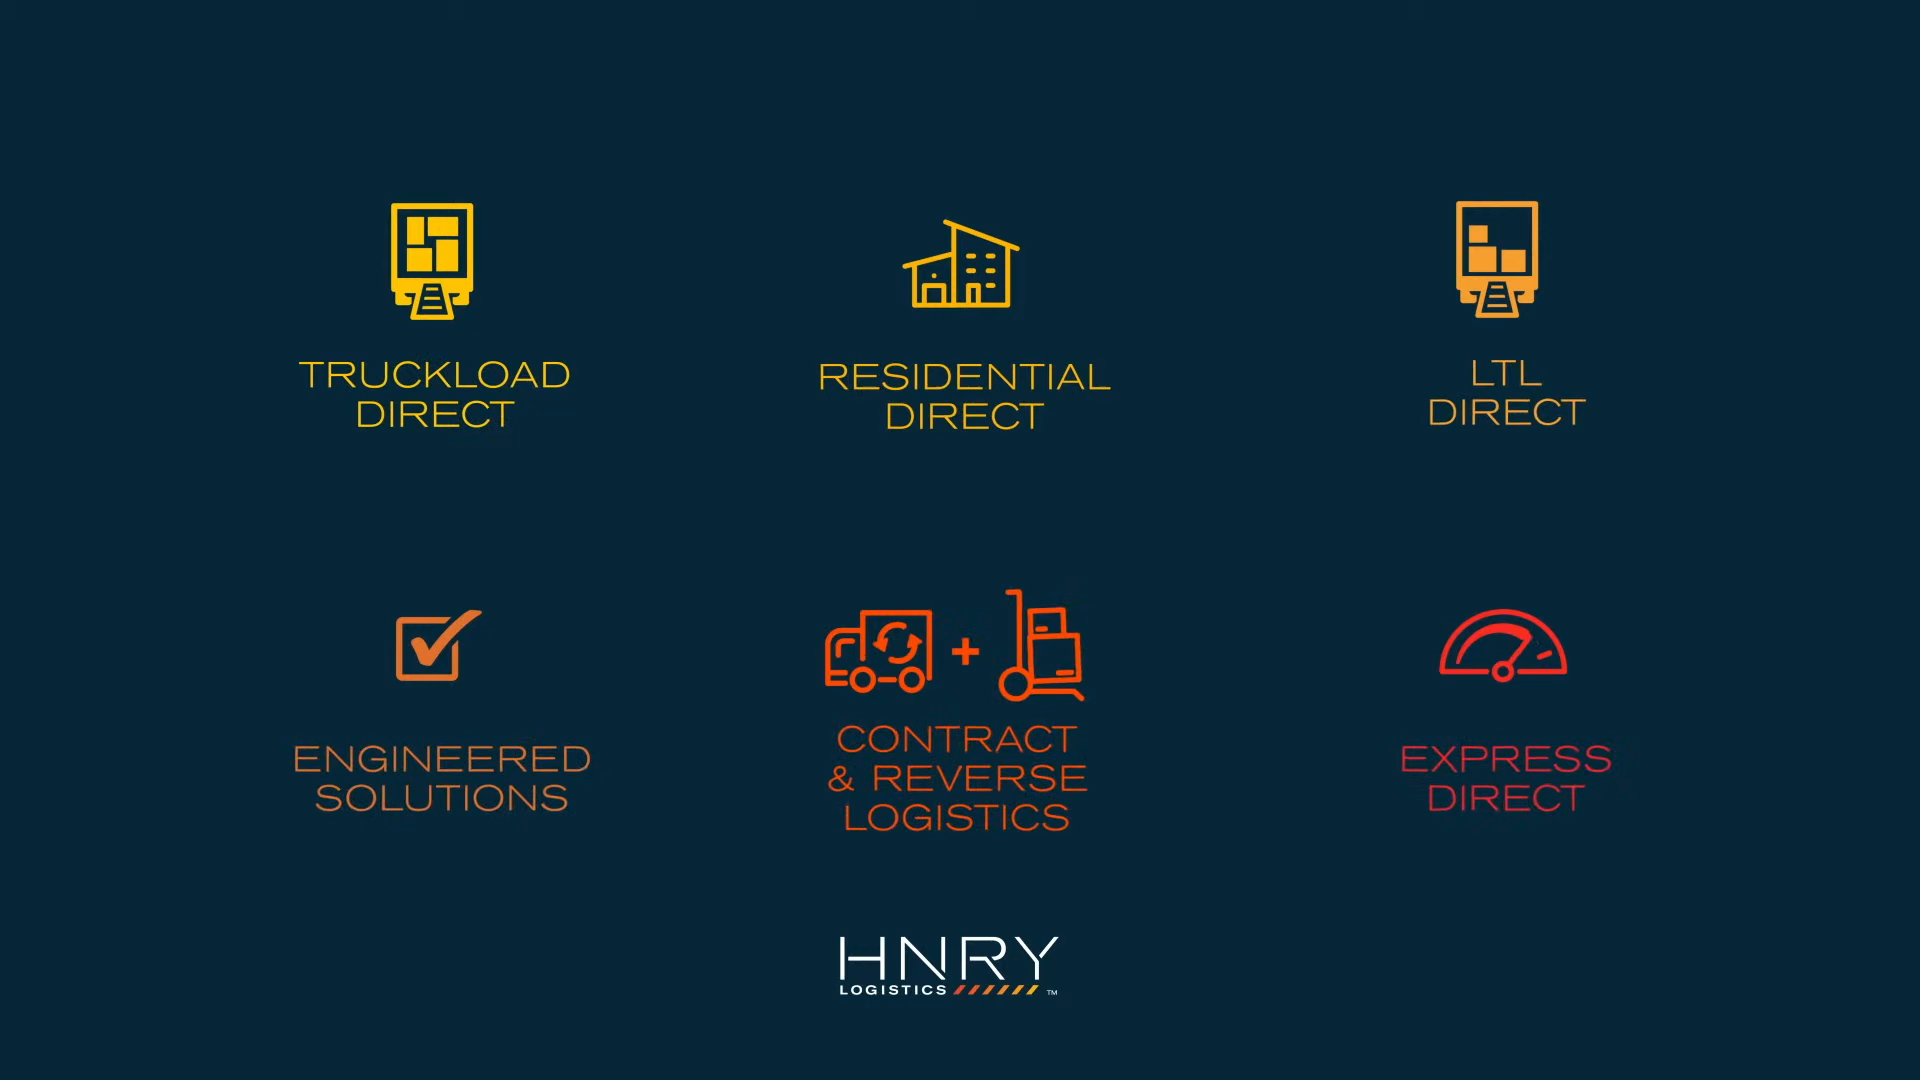 TRUCKLOAD
DIRECT
RESIDENTIAL
DIRECT
LTL
DIRECT
ENGINEERED
SOLUTIONS
CONTRACT
& REVERSE
LOGISTICS
EXPRESS
DIRECT
HNRY
LOGISTICS ™